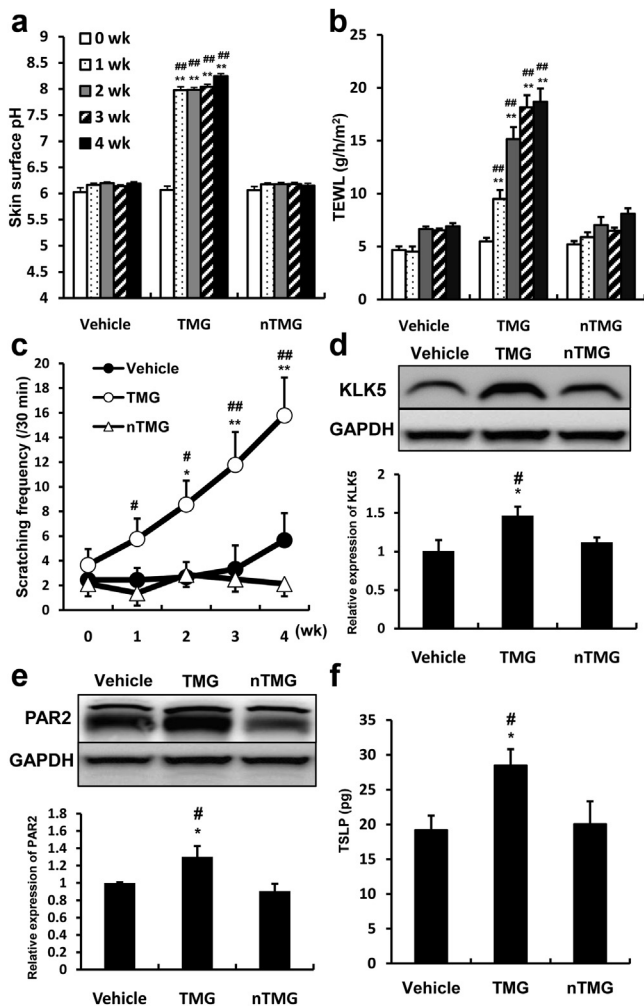 a
Skin surface pH
9
8.5
8
7.5
7
6.5
6
5.5
5
4.5
4
0 wk
1 wk
2 wk
3 wk
4 wk
## ## ## ##
** ** ** **
Vehicle TMG nTMG
b
TEWL (g/h/m²)
25
20
15
10
5
0
## ## ## ##
** ** ** **
Vehicle TMG nTMG
c
Scratching frequency (/30 min)
20
18
16
14
12
10
8
6
4
2
0
Vehicle
TMG
nTMG
#
#
*
##
**
##
**
0 1 2 3 4 (wk)
d
Vehicle TMG nTMG
KLK5
GAPDH
Relative expression of KLK5
2
1.5
1
0.5
0
#
*
Vehicle TMG nTMG
e
Vehicle TMG nTMG
PAR2
GAPDH
Relative expression of PAR2
1.8
1.6
1.4
1.2
1
0.8
0.6
0.4
0.2
0
#
*
Vehicle TMG nTMG
f
TSLP (pg)
35
30
25
20
15
10
5
0
#
*
Vehicle TMG nTMG